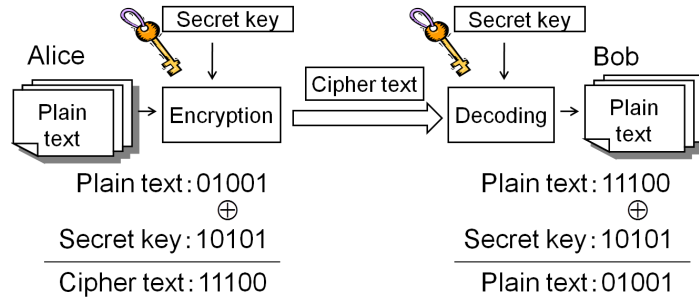 Secret key
Secret key
Alice
Bob
Cipher text
Plain
text
Encryption
Decoding
Plain
text
Plain text:01001
⊕
Secret key:10101
Cipher text:11100
Plain text:11100
⊕
Secret key:10101
Plain text:01001